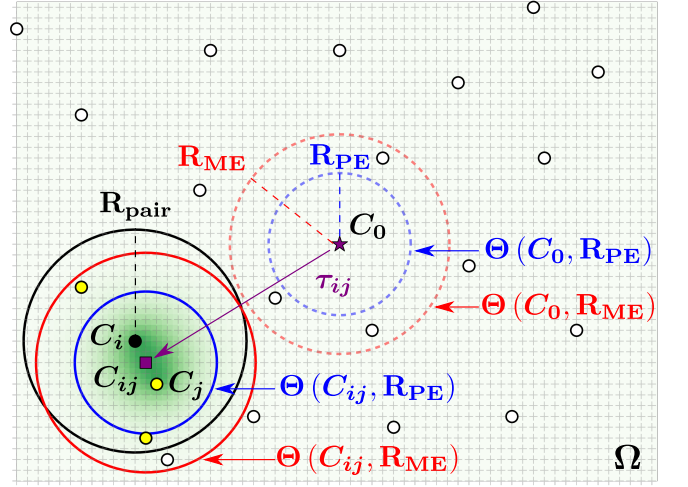 R_ME
R_PE
R_pair
C_0
Θ (C_0, R_PE)
τ_ij
Θ (C_0, R_ME)
C_i
C_ij
C_j
Θ (C_ij, R_PE)
Θ (C_ij, R_ME)
Ω